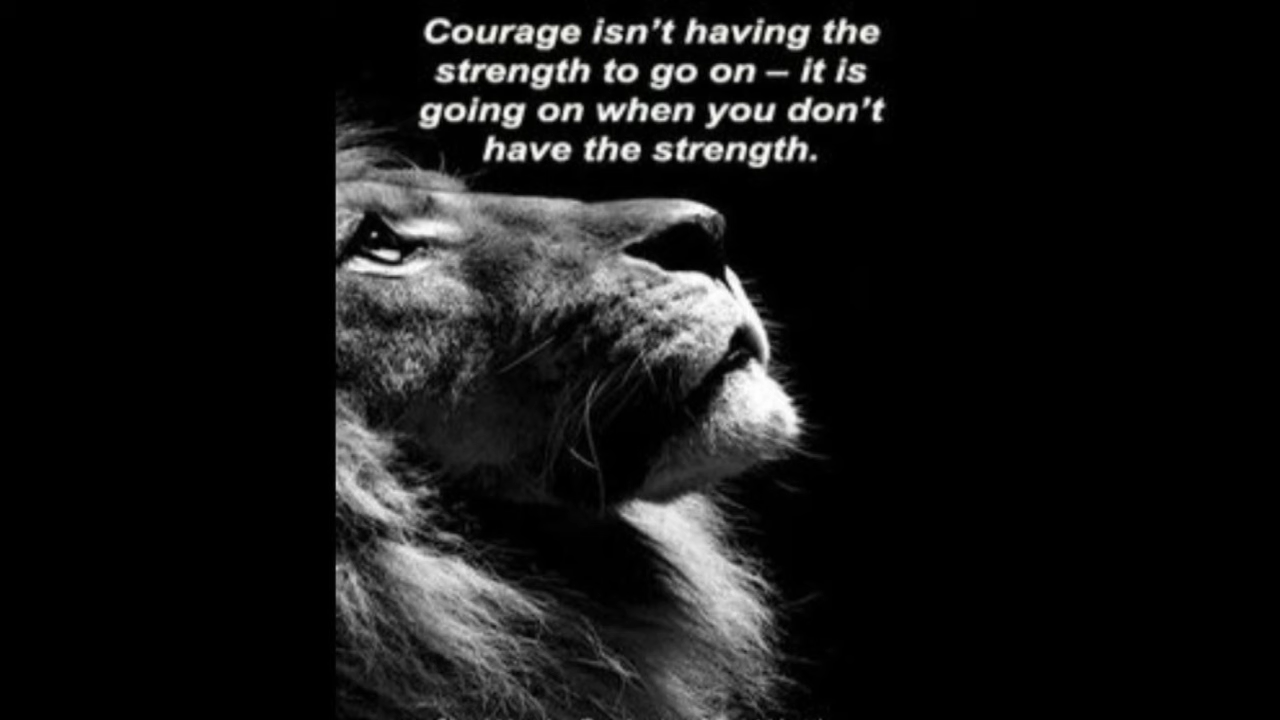 Courage isn’t having the
strength to go on – it is
going on when you don’t
have the strength.